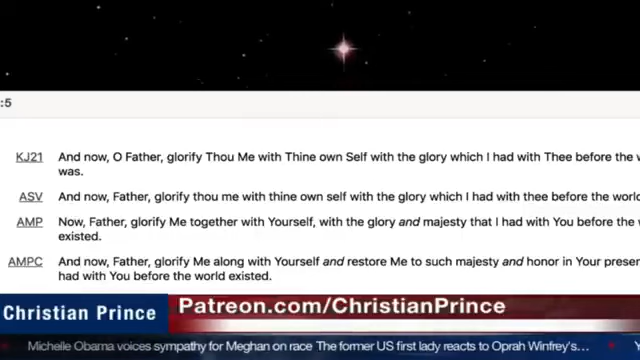 :5
KJ21 And now, O Father, glorify Thou Me with Thine own Self with the glory which I had with Thee before the
was.
ASV And now, Father, glorify thou me with thine own self with the glory which I had with thee before the world
AMP Now, Father, glorify Me together with Yourself, with the glory and majesty that I had with You before the
existed.
AMPC And now, Father, glorify Me along with Yourself and restore Me to such majesty and honor in Your
had with You before the world existed.
Christian Prince
Patreon.com/ChristianPrince
Michelle Obama voices sympathy for Meghan on race The former US first lady reacts to Oprah Winfrey's...